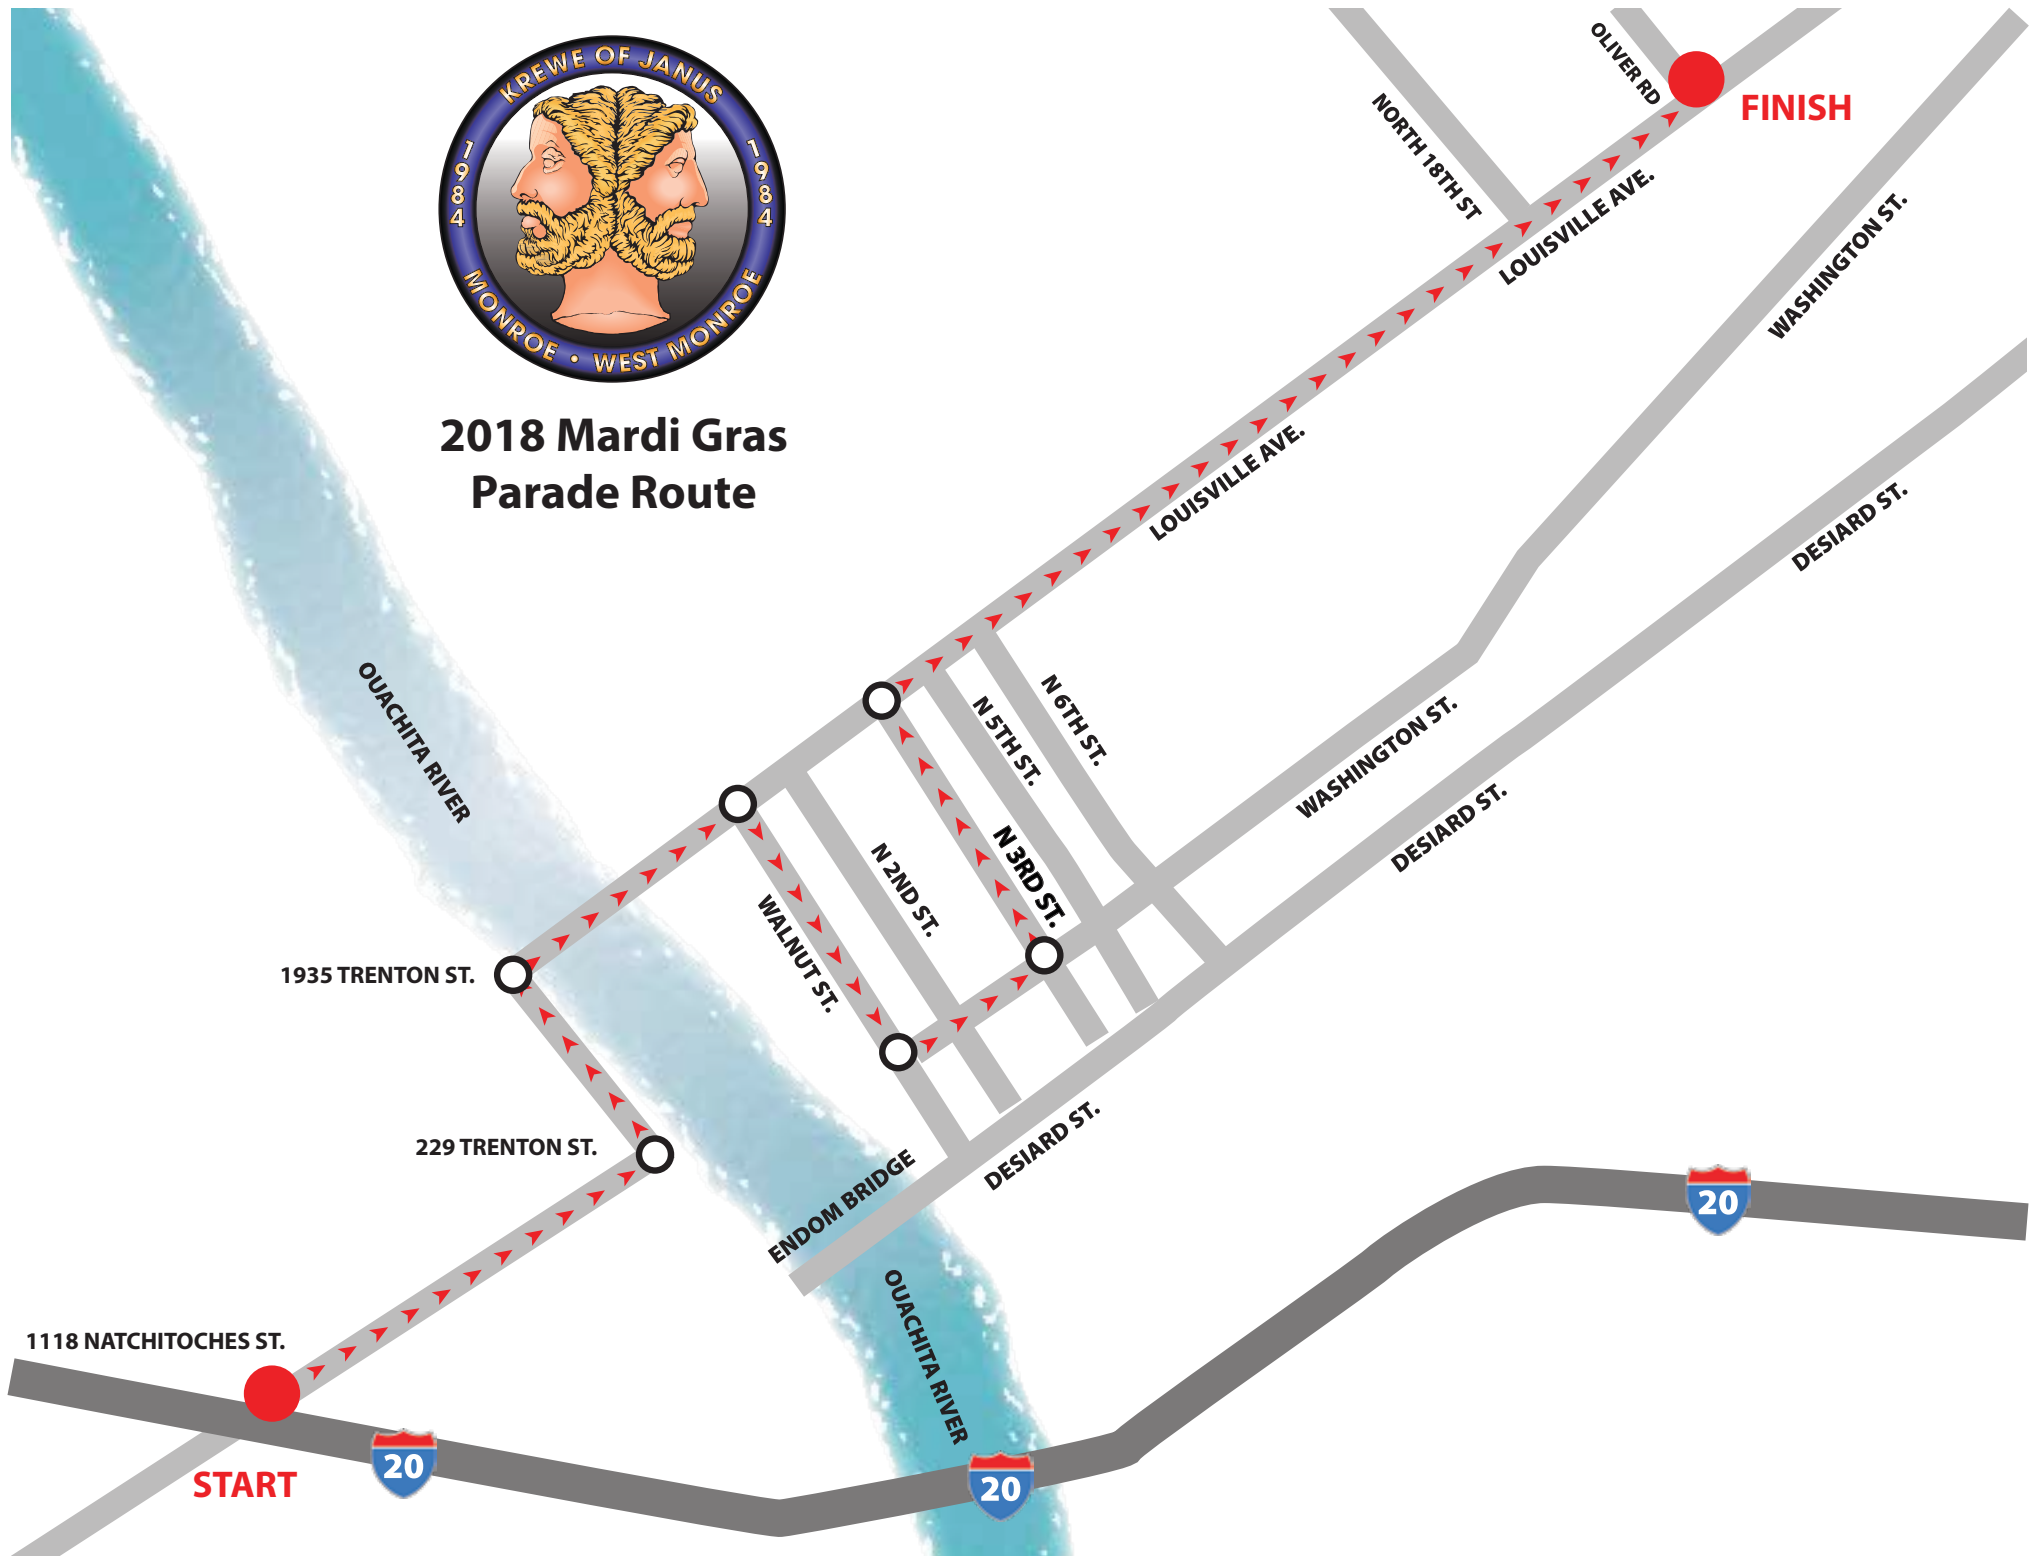 KREWE OF JANUS
1984
1984
MONROE • WEST MONROE
2018 Mardi Gras
Parade Route
OLIVER RD
FINISH
NORTH 18TH ST
LOUISVILLE AVE.
WASHINGTON ST.
LOUISVILLE AVE.
DESIARD ST.
OUACHITA RIVER
N 6TH ST.
N 5TH ST.
WASHINGTON ST.
N 3RD ST.
N 2ND ST.
DESIARD ST.
WALNUT ST.
1935 TRENTON ST.
229 TRENTON ST.
ENDOM BRIDGE
DESIARD ST.
20
OUACHITA RIVER
1118 NATCHITOCHES ST.
START
20
20